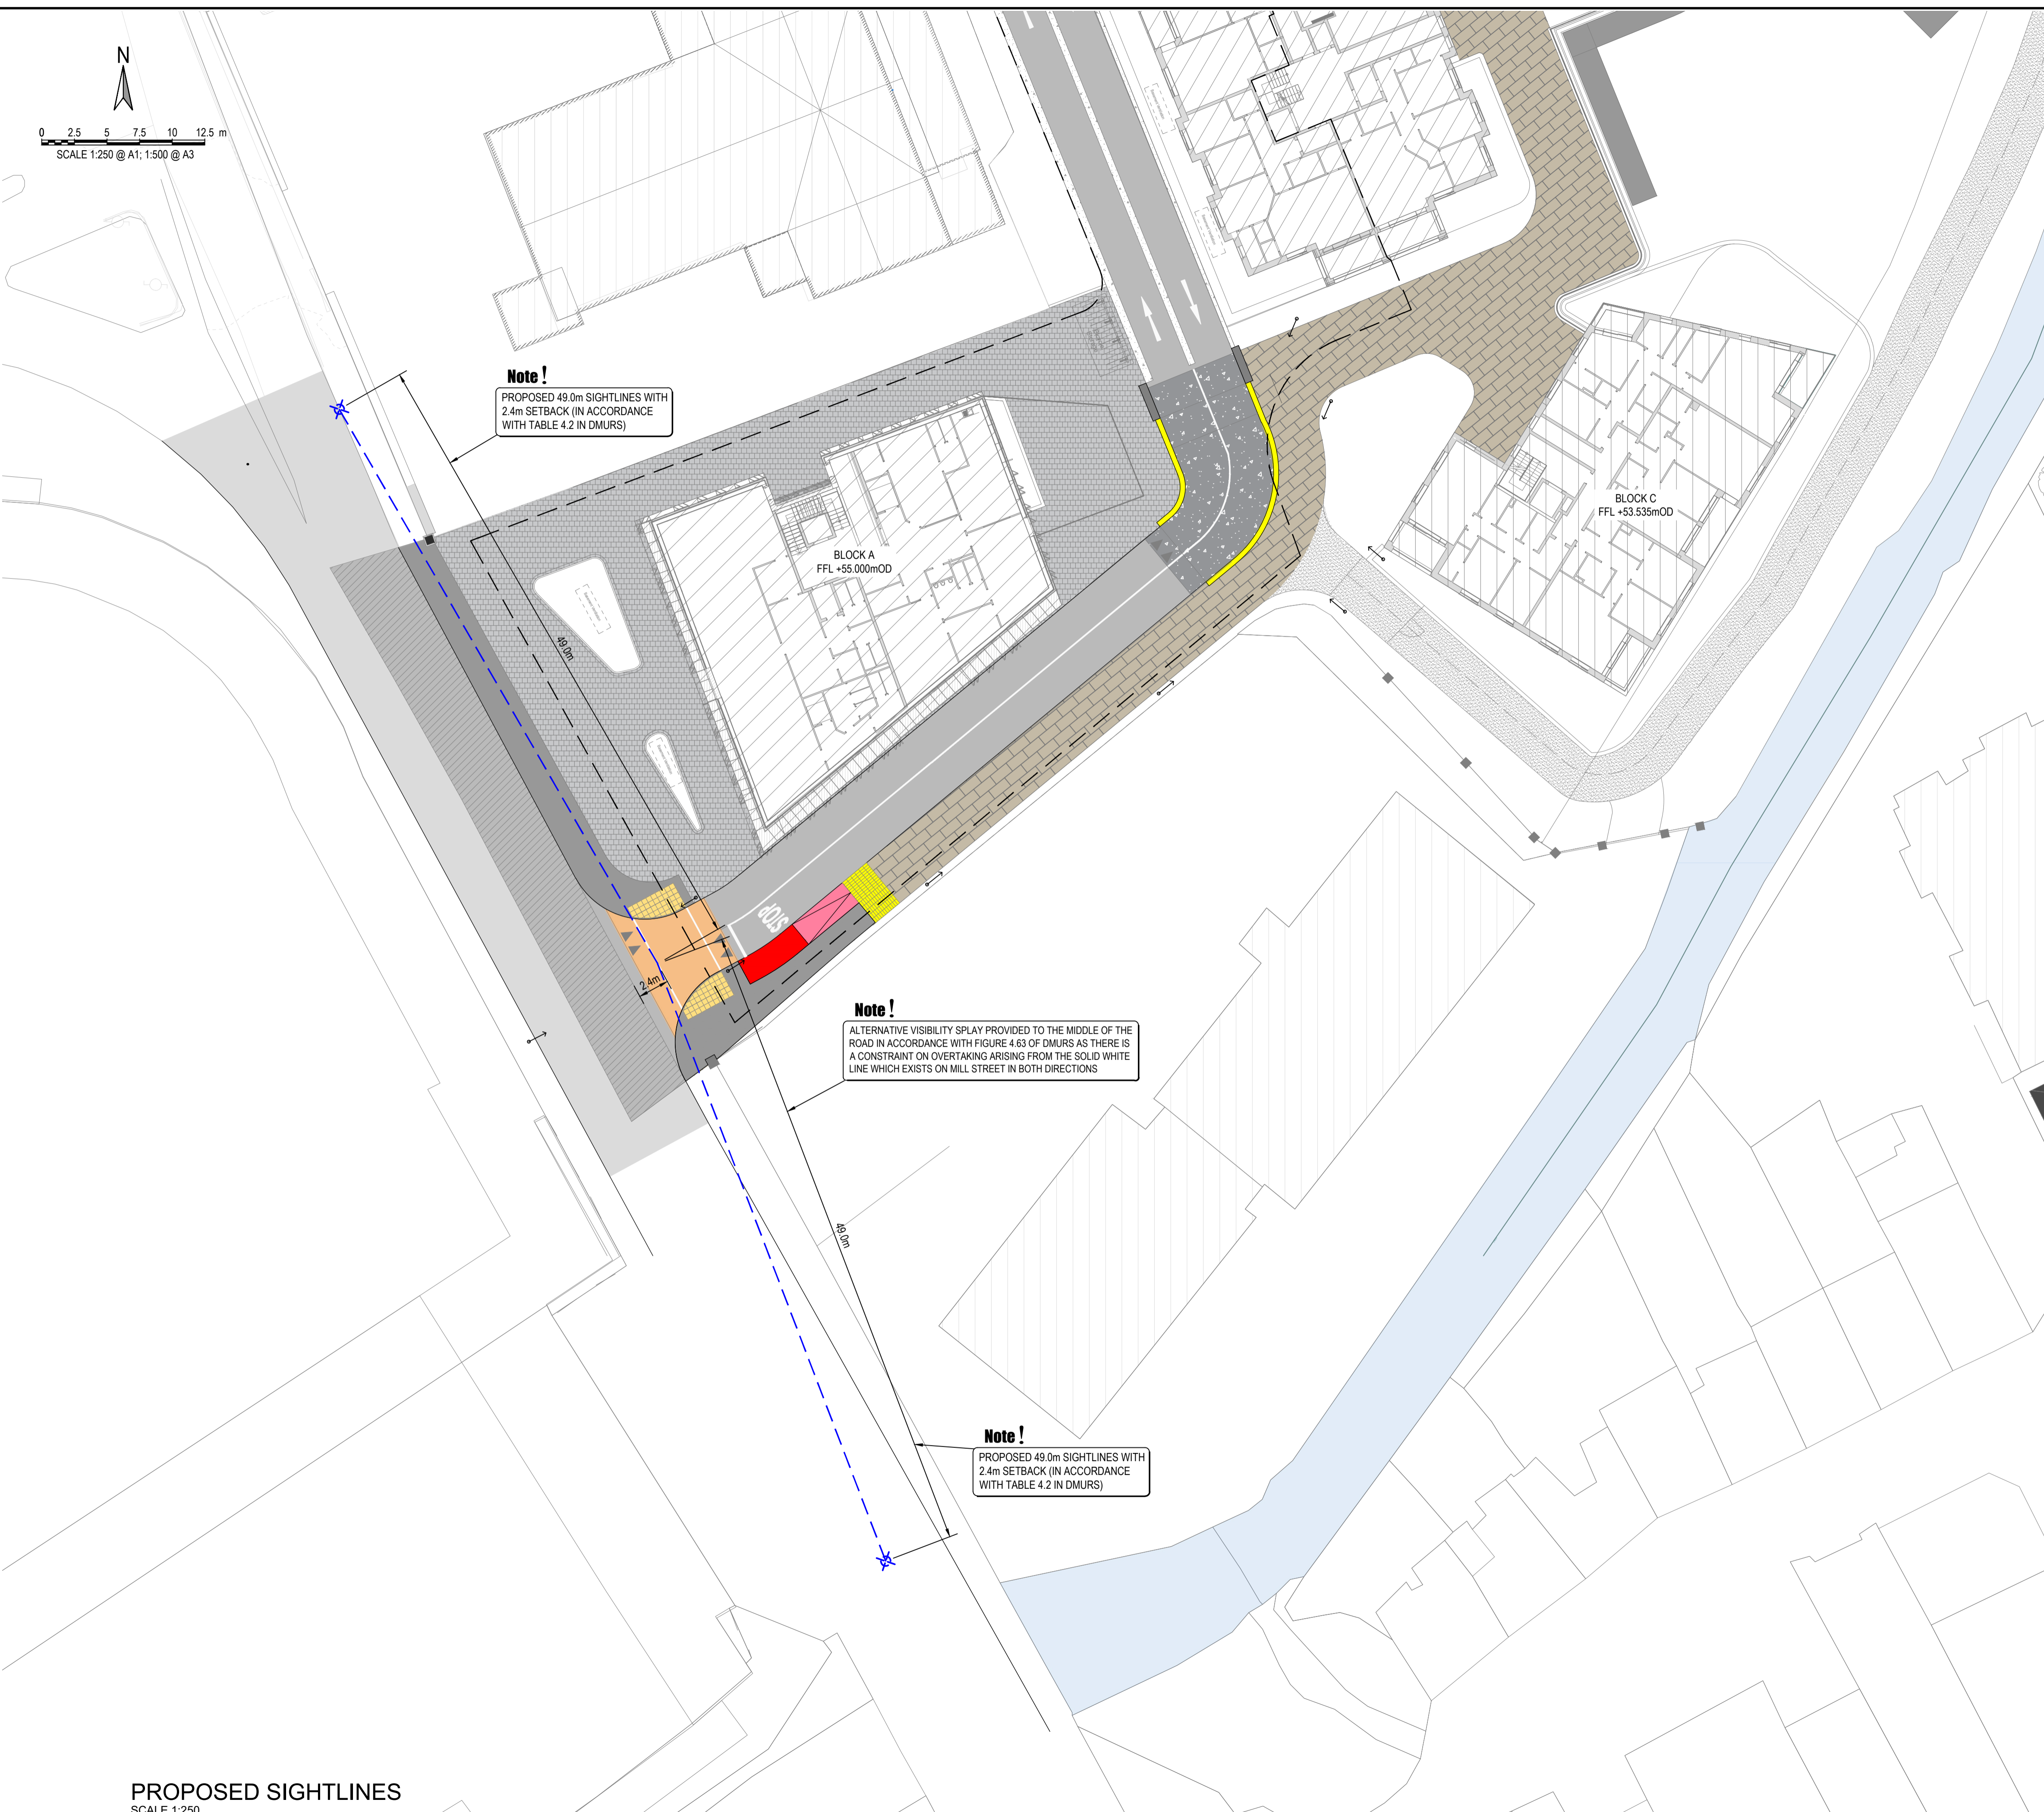 N
0 2.5 5 7.5 10 12.5 m
SCALE 1:250 @ A1; 1:500 @ A3
Note!
PROPOSED 49.0m SIGHTLINES WITH
2.4m SETBACK (IN ACCORDANCE
WITH TABLE 4.2 IN DMURS)
BLOCK C
FFL +53.535mOD
BLOCK A
FFL +55.000mOD
49.0m
STOP
2.4m
Note!
ALTERNATIVE VISIBILITY SPLAY PROVIDED TO THE MIDDLE OF THE
ROAD IN ACCORDANCE WITH FIGURE 4.63 OF DMURS AS THERE IS
A CONSTRAINT ON OVERTAKING ARISING FROM THE SOLID WHITE
LINE WHICH EXISTS ON MILL STREET IN BOTH DIRECTIONS
49.0m
Note!
PROPOSED 49.0m SIGHTLINES WITH
2.4m SETBACK (IN ACCORDANCE
WITH TABLE 4.2 IN DMURS)
PROPOSED SIGHTLINES
SCALE 1:250